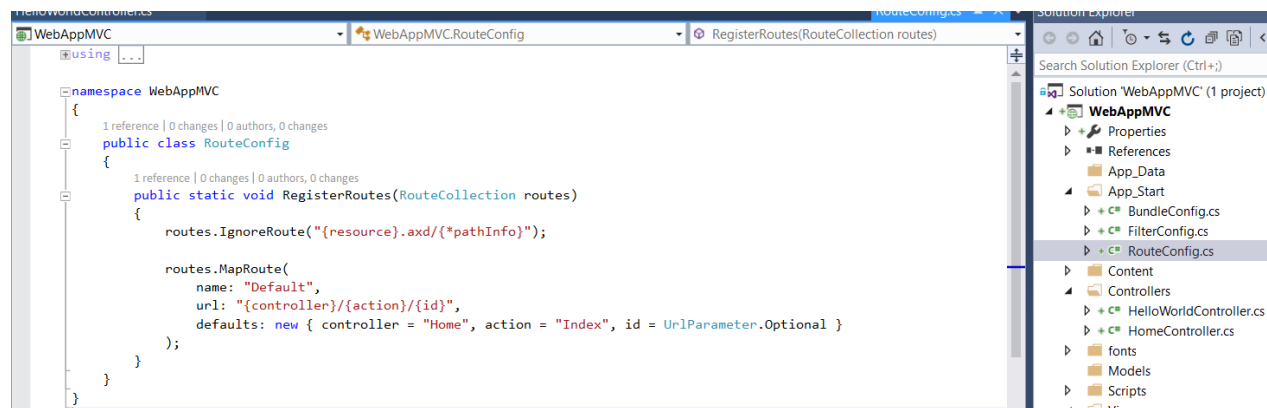 HelloWorldController.cs
RouteConfig.cs
WebAppMVC
WebAppMVC.RouteConfig
RegisterRoutes(RouteCollection routes)
using ...
namespace WebAppMVC
{
1 reference | 0 changes | 0 authors, 0 changes
public class RouteConfig
{
1 reference | 0 changes | 0 authors, 0 changes
public static void RegisterRoutes(RouteCollection routes)
{
routes.IgnoreRoute("{resource}.axd/{*pathInfo}");
routes.MapRoute(
name: "Default",
url: "{controller}/{action}/{id}",
defaults: new { controller = "Home", action = "Index", id = UrlParameter.Optional }
);
}
}
}
Solution Explorer
Search Solution Explorer (Ctrl+;)
Solution 'WebAppMVC' (1 project)
WebAppMVC
Properties
References
App_Data
App_Start
C# BundleConfig.cs
C# FilterConfig.cs
C# RouteConfig.cs
Content
Controllers
C# HelloWorldController.cs
C# HomeController.cs
fonts
Models
Scripts